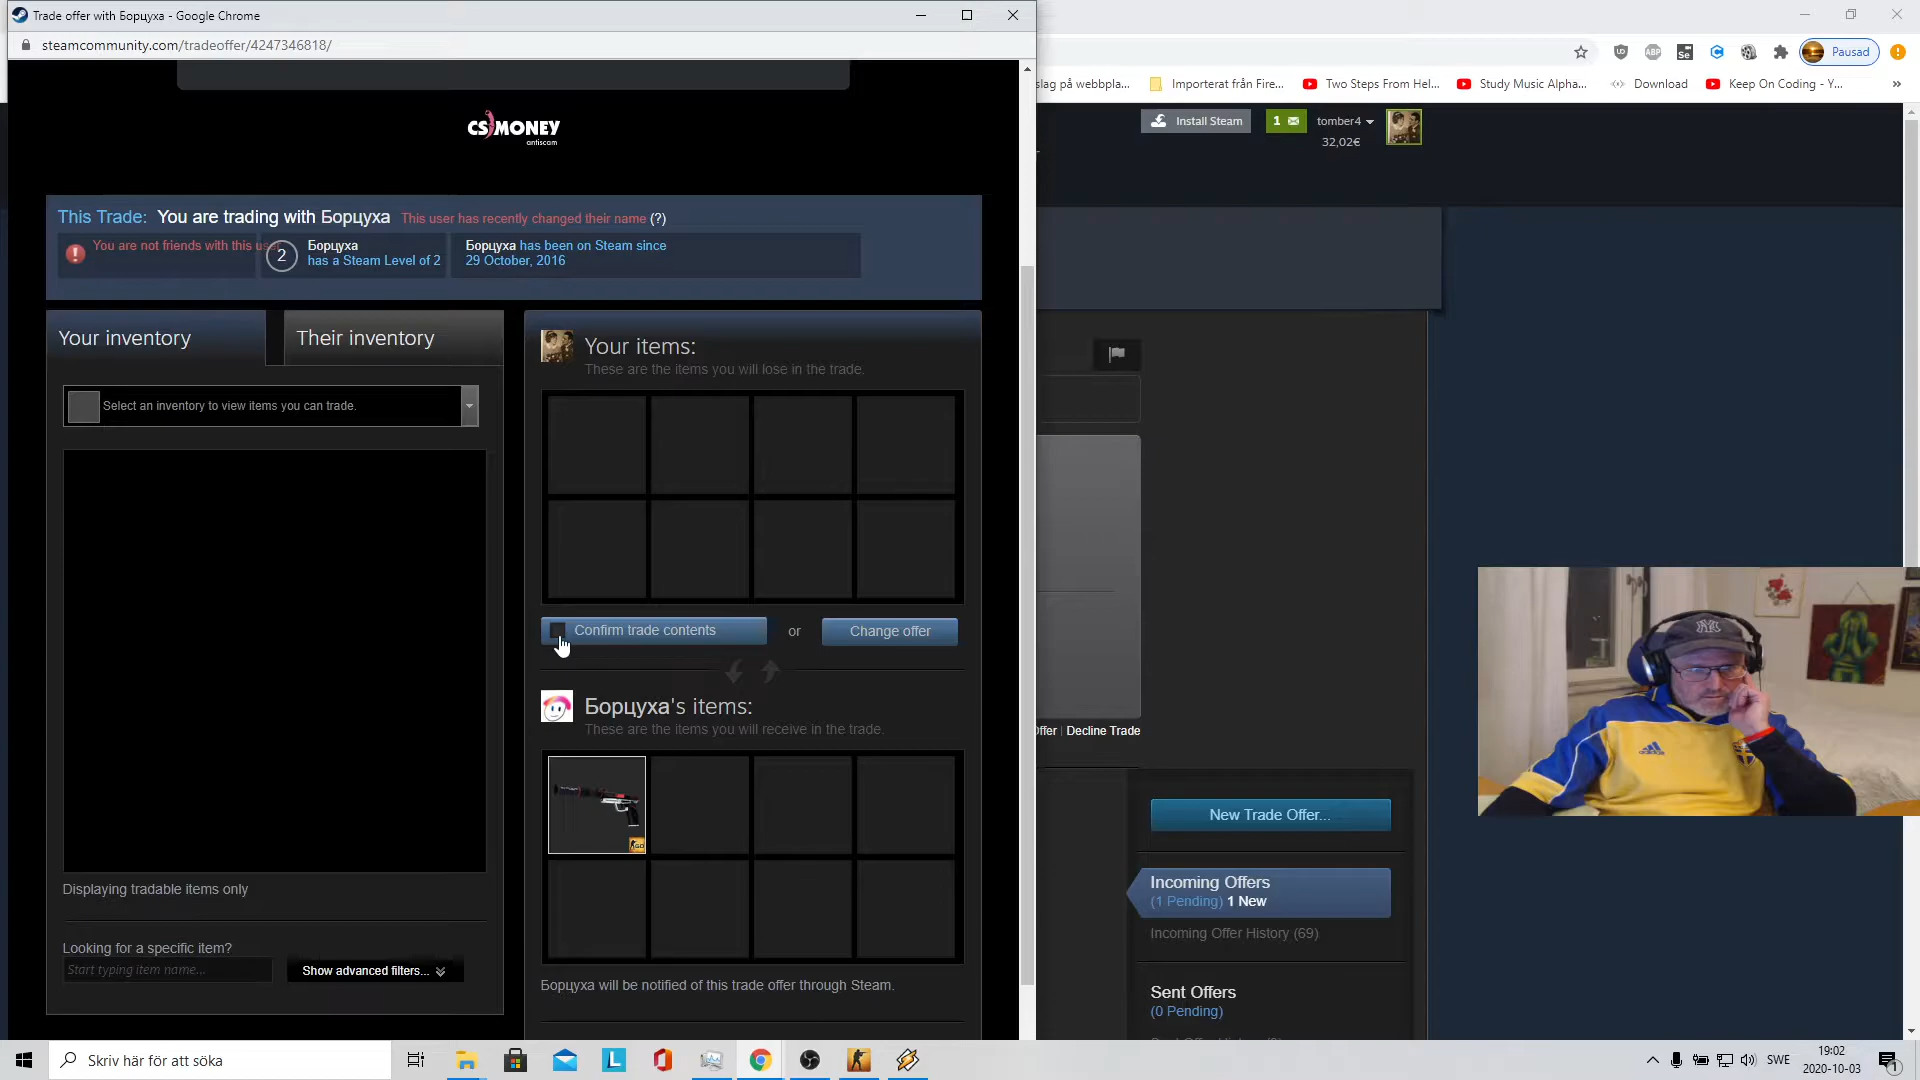 Trade offer with Борцуха - Google Chrome
steamcommunity.com/tradeoffer/4247346818/
Pausad
slag på webbpla...
Importerat från Fire...
Two Steps From Hel...
Study Music Alpha...
Download
Keep On Coding - Y...
»
CS MONEY
antiscam
Install Steam
1
tomber4
32,02€
This Trade: You are trading with Борцуха This user has recently changed their name (?)
You are not friends with this us
2
Борцуха
has a Steam Level of 2
Борцуха has been on Steam since
29 October, 2016
Your inventory
Their inventory
Select an inventory to view items you can trade.
Displaying tradable items only
Looking for a specific item?
Start typing item name...
Show advanced filters...
Your items:
These are the items you will lose in the trade.
Confirm trade contents
or
Change offer
Борцуха's items:
These are the items you will receive in the trade.
Борцуха will be notified of this trade offer through Steam.
Offer | Decline Trade
New Trade Offer...
Incoming Offers
(1 Pending) 1 New
Incoming Offer History (69)
Sent Offers
(0 Pending)
Skriv här för att söka
SWE
19:02
2020-10-03